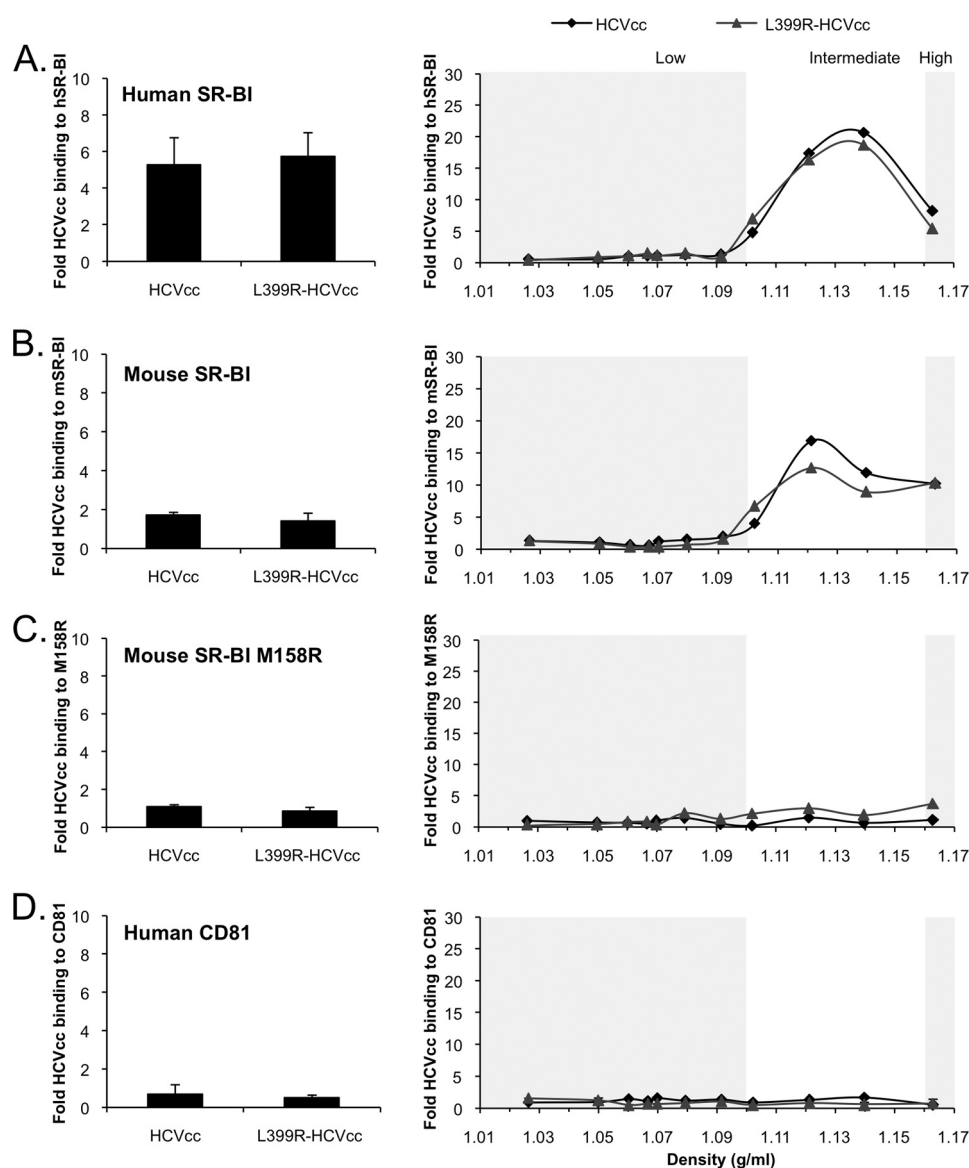 HCVcc L399R-HCVcc
A.
Fold HCVcc binding to hSR-BI
10
8
6
4
2
0
Human SR-BI
HCVcc L399R-HCVcc
Fold HCVcc binding to hSR-BI
30
25
20
15
10
5
0
Low Intermediate High
1.01 1.03 1.05 1.07 1.09 1.11 1.13 1.15 1.17
B.
Fold HCVcc binding to mSR-BI
10
8
6
4
2
0
Mouse SR-BI
HCVcc L399R-HCVcc
Fold HCVcc binding to mSR-BI
30
25
20
15
10
5
0
1.01 1.03 1.05 1.07 1.09 1.11 1.13 1.15 1.17
C.
Fold HCVcc binding to M158R
10
8
6
4
2
0
Mouse SR-BI M158R
HCVcc L399R-HCVcc
Fold HCVcc binding to M158R
30
25
20
15
10
5
0
1.01 1.03 1.05 1.07 1.09 1.11 1.13 1.15 1.17
D.
Fold HCVcc binding to CD81
10
8
6
4
2
0
Human CD81
HCVcc L399R-HCVcc
Fold HCVcc binding to CD81
30
25
20
15
10
5
0
1.01 1.03 1.05 1.07 1.09 1.11 1.13 1.15 1.17
Density (g/ml)